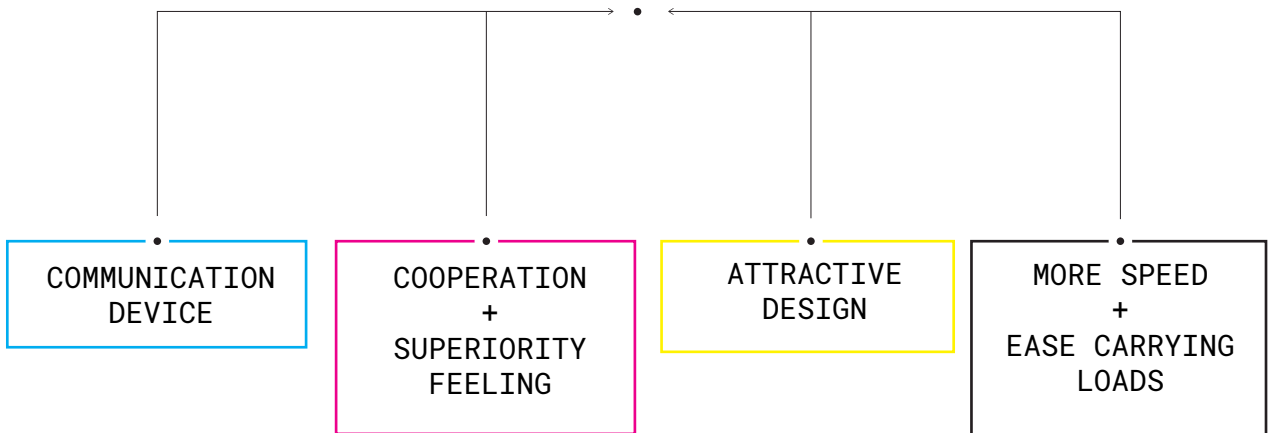 COMMUNICATION
DEVICE
COOPERATION
+
SUPERIORITY
FEELING
ATTRACTIVE
DESIGN
MORE SPEED
+
EASE CARRYING
LOADS